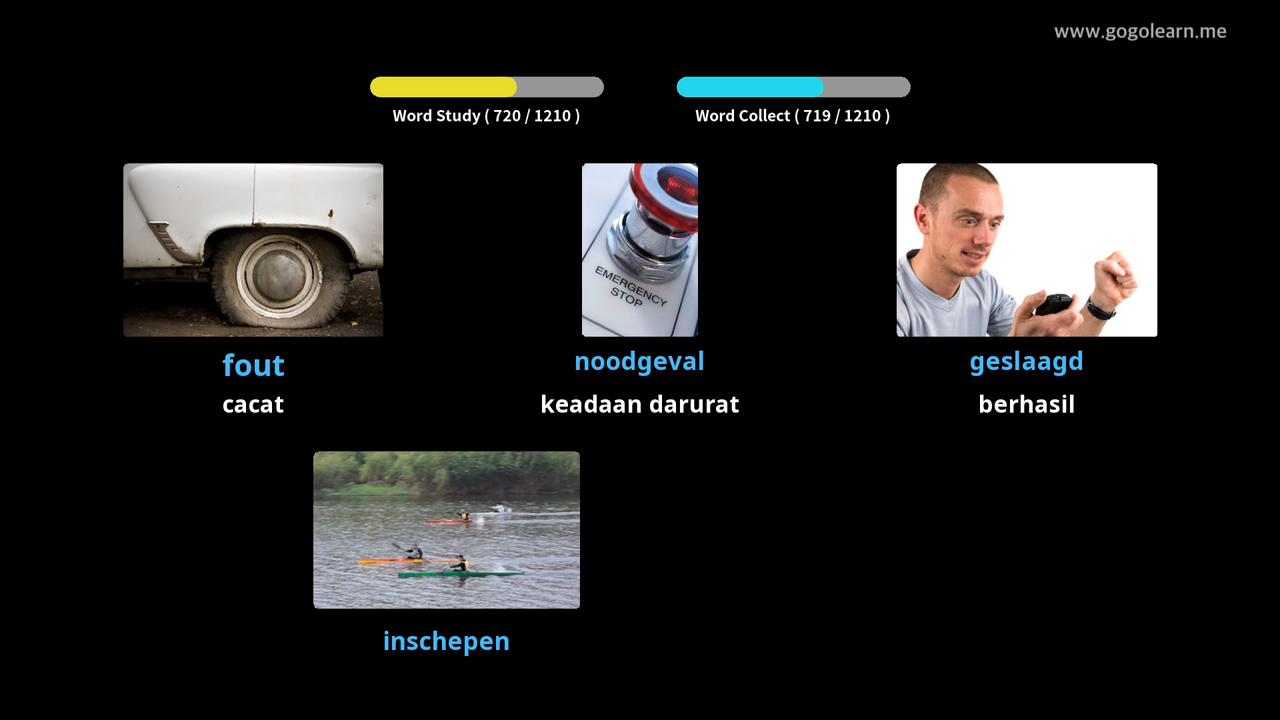 www.gogolearn.me
Word Study ( 720 / 1210 )
Word Collect ( 719 / 1210 )
EMERGENCY
STOP
fout
noodgeval
geslaagd
cacat
keadaan darurat
berhasil
inschepen